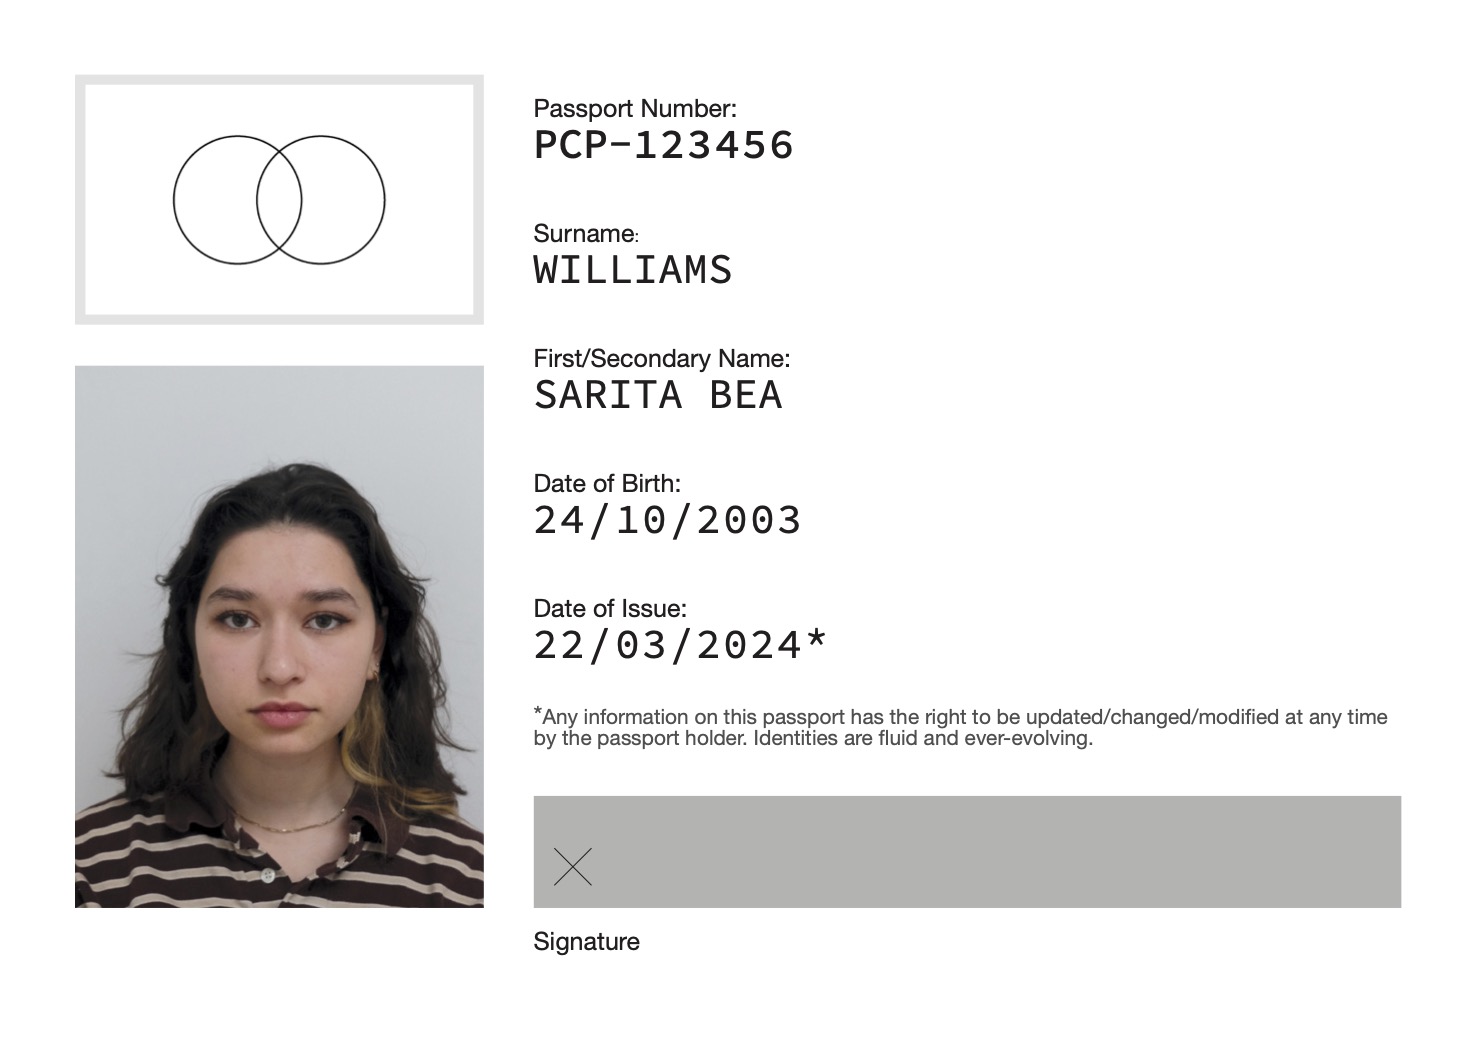 Passport Number:
PCP-123456
Surname:
WILLIAMS
First/Secondary Name:
SARITA BEA
Date of Birth:
24/10/2003
Date of Issue:
22/03/2024*
*Any information on this passport has the right to be updated/changed/modified at any time
by the passport holder. Identities are fluid and ever-evolving.
Signature